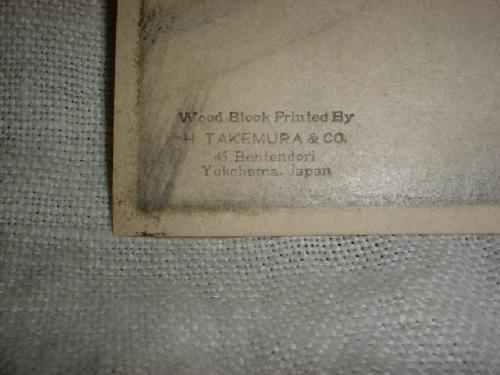 Wood Block Printed By
H. TAKEMURA & CO.
45 Bentendori
Yokohama, Japan